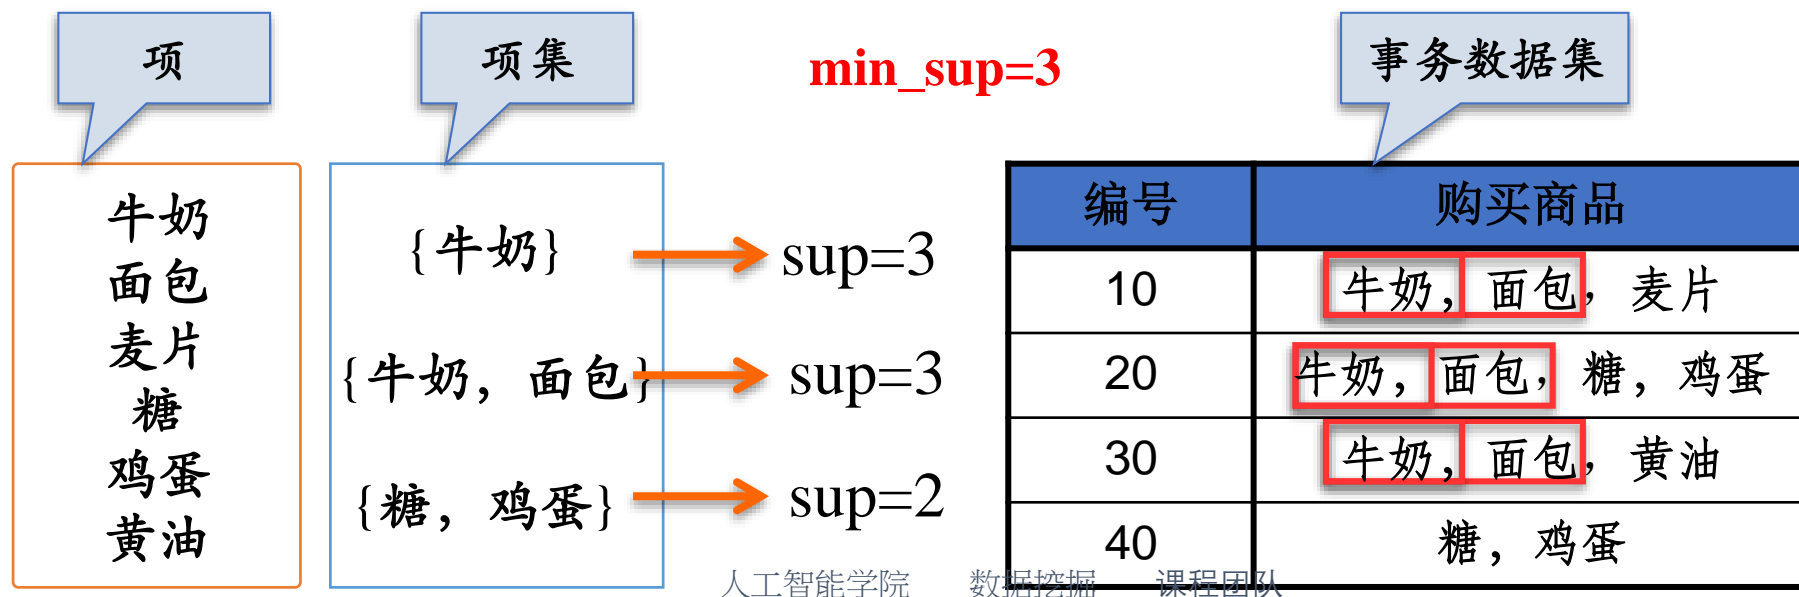 项
项集
min_sup=3
事务数据集
牛奶
面包
麦片
糖
鸡蛋
黄油
{牛奶}
sup=3
{牛奶，面包}
sup=3
{糖，鸡蛋}
sup=2
编号 购买商品
10 牛奶，面包，麦片
20 牛奶，面包，糖，鸡蛋
30 牛奶，面包，黄油
40 糖，鸡蛋
人工智能学院 数据挖掘 课程团队